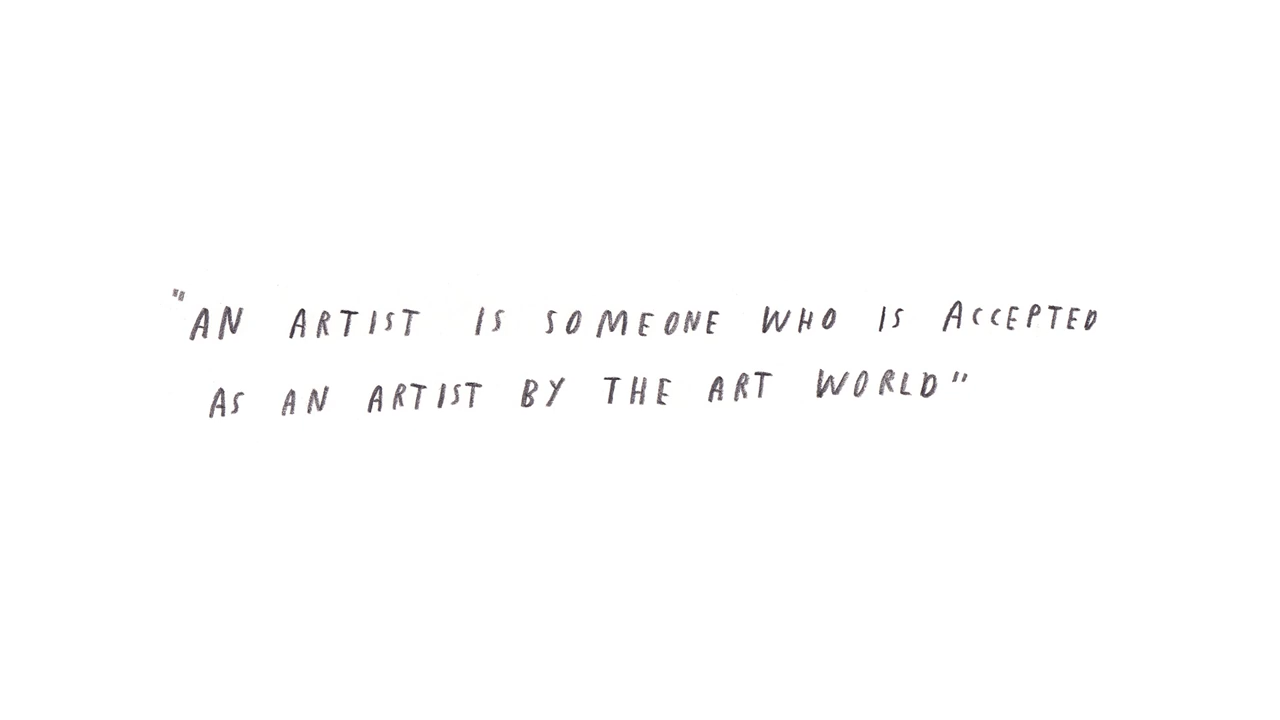 "AN ARTIST IS SOMEONE WHO IS ACCEPTED
AS AN ARTIST BY THE ART WORLD"